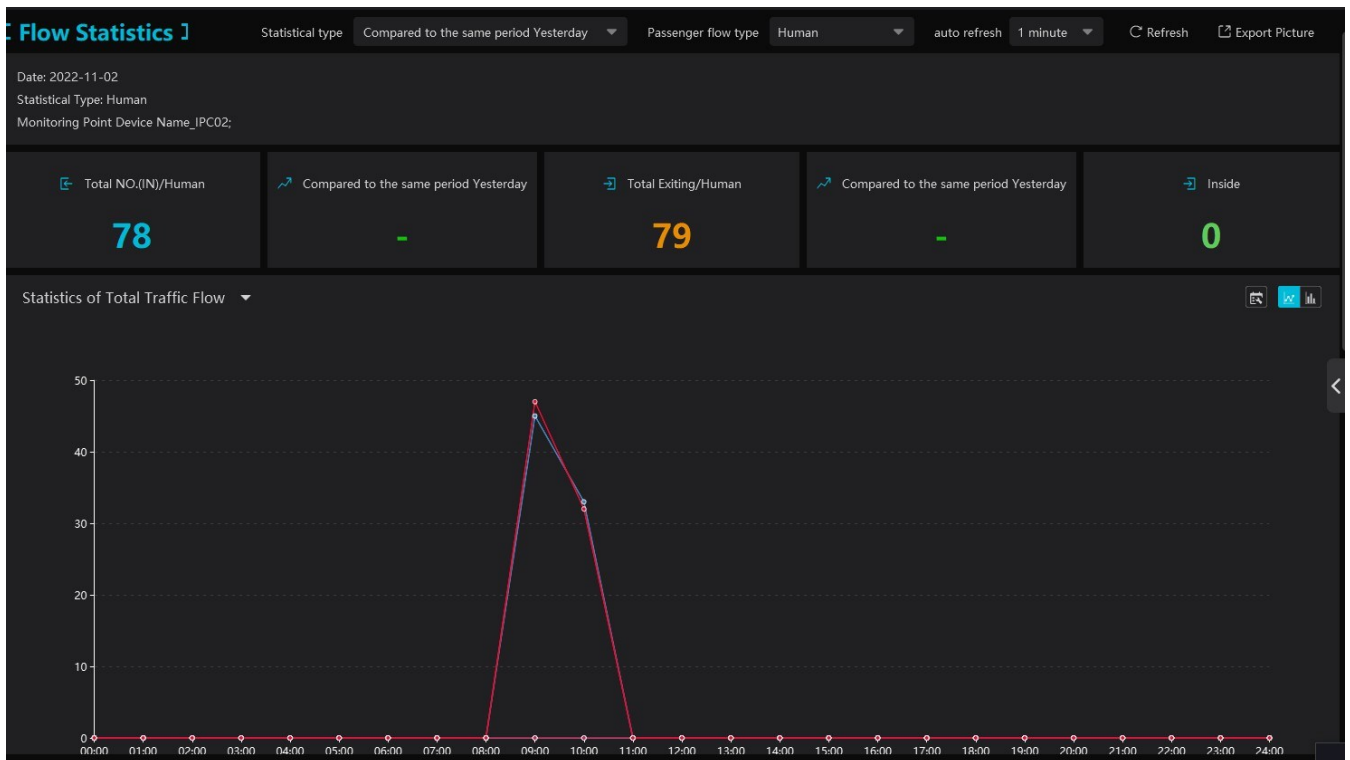 [ Flow Statistics ] Statistical type Compared to the same period Yesterday Passenger flow type Human auto refresh 1 minute Refresh Export Picture
Date: 2022-11-02
Statistical Type: Human
Monitoring Point Device Name_IPC02;
Total NO.(IN)/Human Compared to the same period Yesterday Total Exiting/Human Compared to the same period Yesterday Inside
78 - 79 - 0
Statistics of Total Traffic Flow
50
40
30
20
10
0
00:00 01:00 02:00 03:00 04:00 05:00 06:00 07:00 08:00 09:00 10:00 11:00 12:00 13:00 14:00 15:00 16:00 17:00 18:00 19:00 20:00 21:00 22:00 23:00 24:00